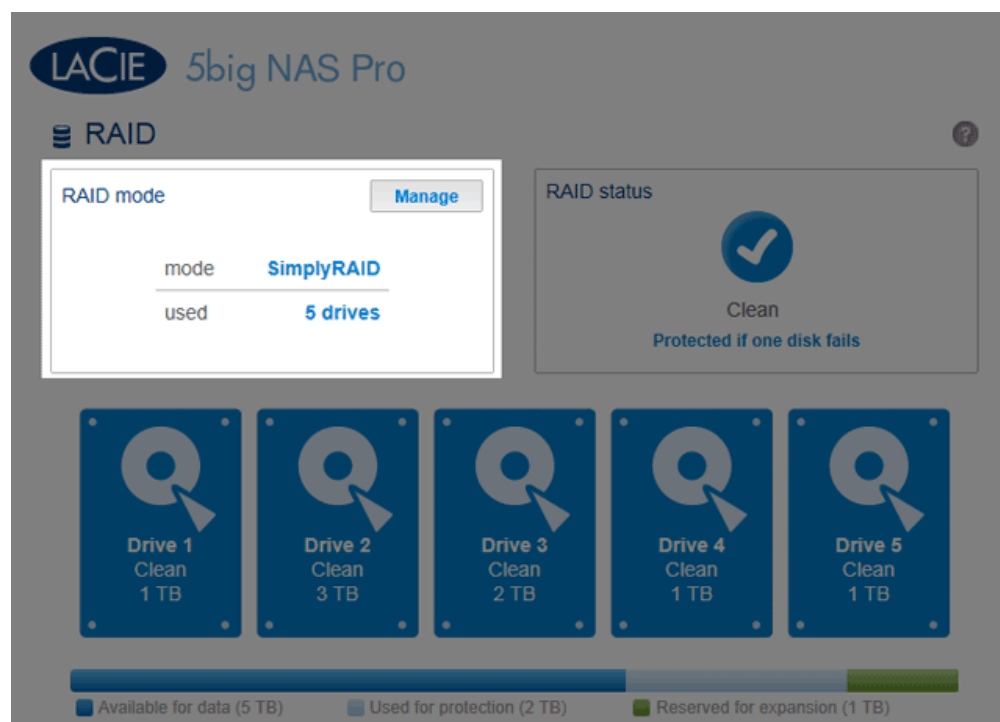 LACIE 5big NAS Pro
RAID
?
RAID mode
Manage
mode SimplyRAID
used 5 drives
RAID status
Clean
Protected if one disk fails
Drive 1
Clean
1 TB
Drive 2
Clean
3 TB
Drive 3
Clean
2 TB
Drive 4
Clean
1 TB
Drive 5
Clean
1 TB
Available for data (5 TB)
Used for protection (2 TB)
Reserved for expansion (1 TB)